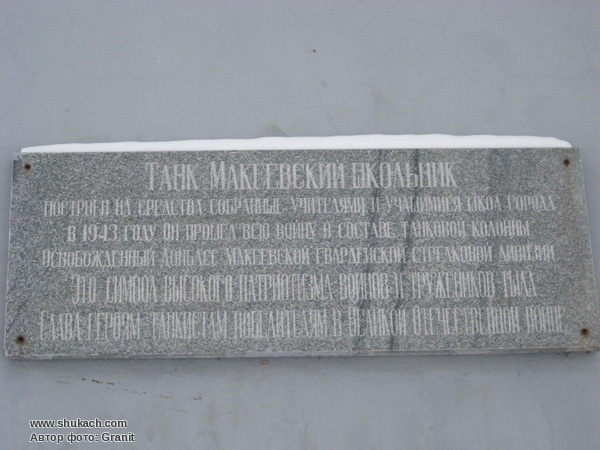 Танк Макеевский школьник
построен на средства собранные учителями и учащимися школ города
в 1943 году он прошел всю войну в составе танковой колонны
Освобожденный Донбасс Макеевской гвардейской стрелковой дивизии
Это символ высокого патриотизма воинов и тружеников тыла
Слава героям танкистам победителям в Великой Отечественной войне
www.shukach.com
Автор фото: Granit